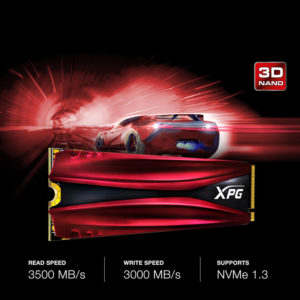 3D
NAND
XPG
READ SPEED
3500 MB/s
WRITE SPEED
3000 MB/s
SUPPORTS
NVMe 1.3